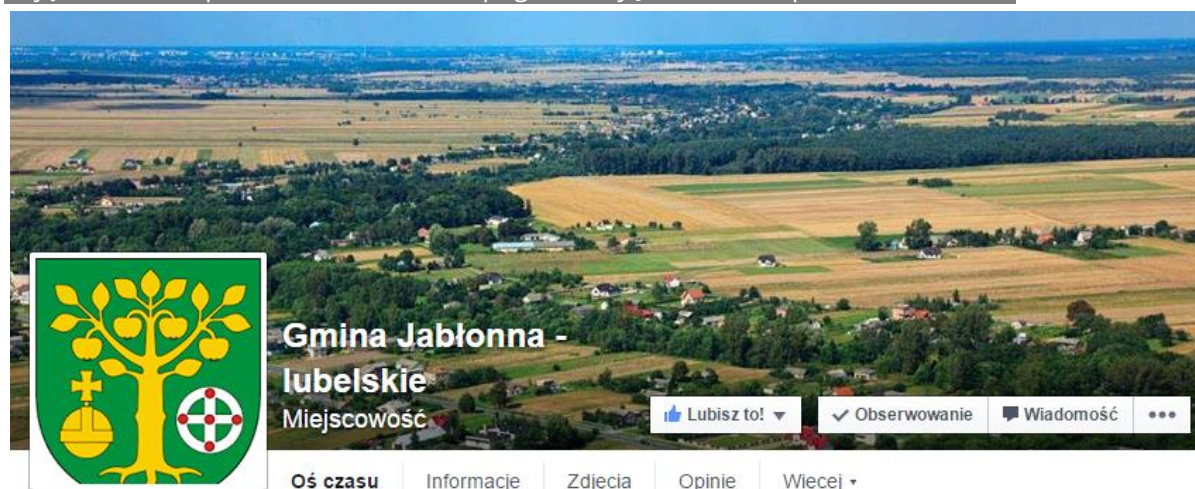 Gmina Jabłonna -
lubelskie
Miejscowość
Lubisz to!
Obserwowanie
Wiadomość
Oś czasu
Informacje
Zdjęcia
Opinie
Więcej